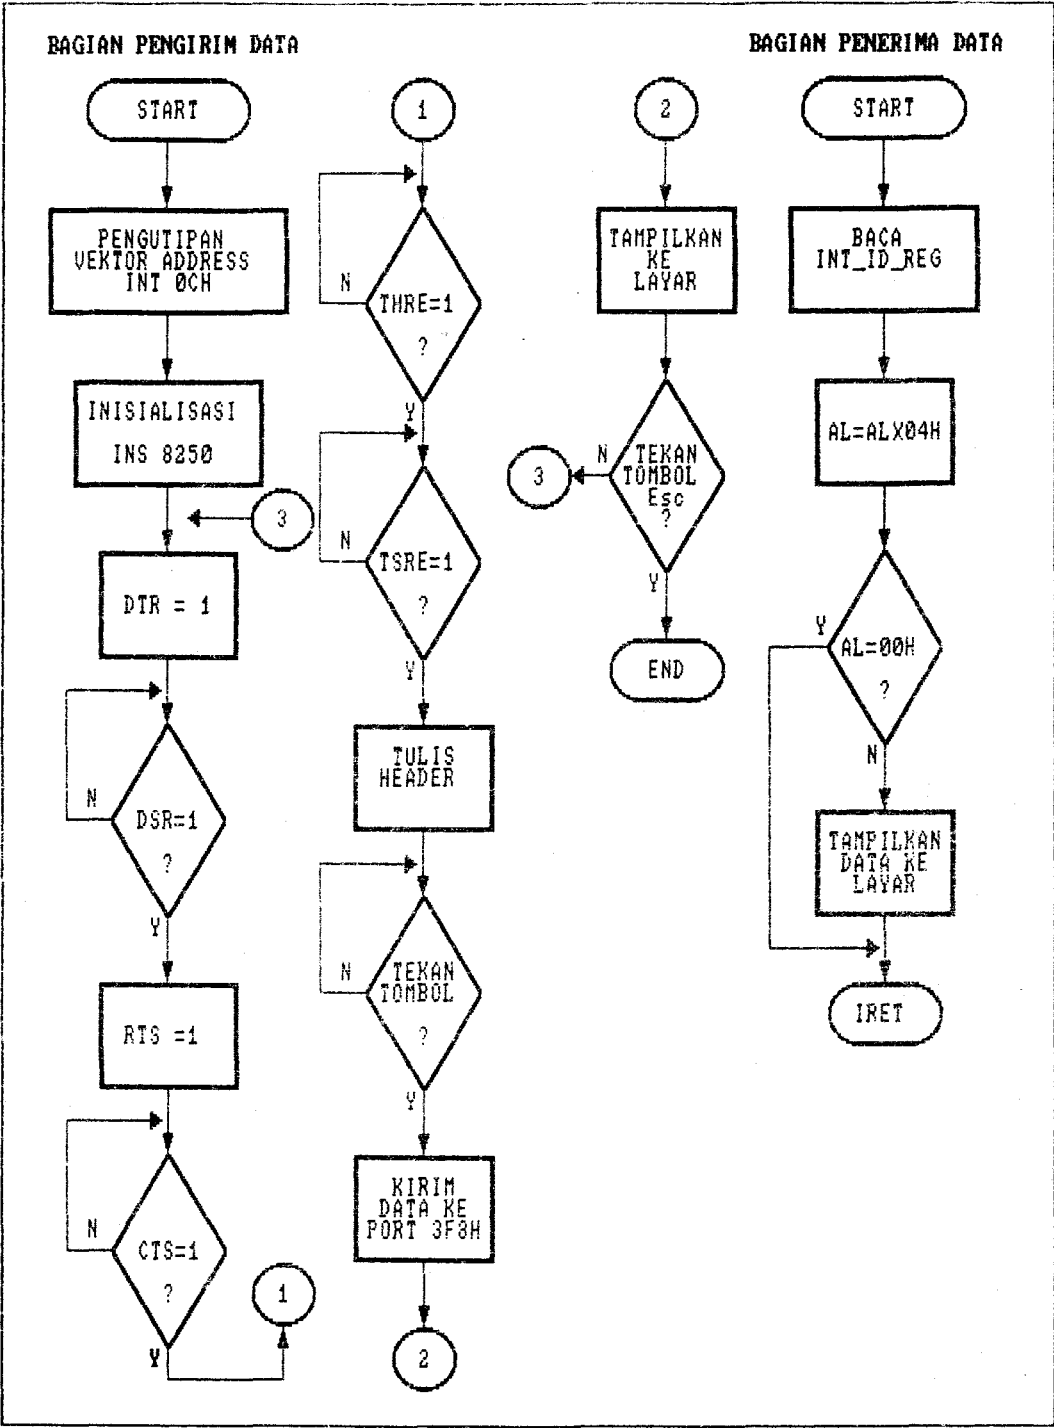 BAGIAN PENGIRIM DATA
START
PENGUTIPAN
VEKTOR ADDRESS
INT 0CH
INISIALISASI
INS 8250
3
DTR = 1
N
DSR=1
?
Y
RTS =1
N
CTS=1
?
Y
1
1
N
THRE=1
?
Y
N
TSRE=1
?
Y
TULIS
HEADER
N
TEKAN
TOMBOL
?
Y
KIRIM
DATA KE
PORT 3F8H
2
2
TAMPILKAN
KE
LAYAR
N
3
TEKAN
TOMBOL
Esc
?
Y
END
BAGIAN PENERIMA DATA
START
BACA
INT_ID_REG
AL=ALX04H
Y
AL=00H
?
N
TAMPILKAN
DATA KE
LAYAR
IRET